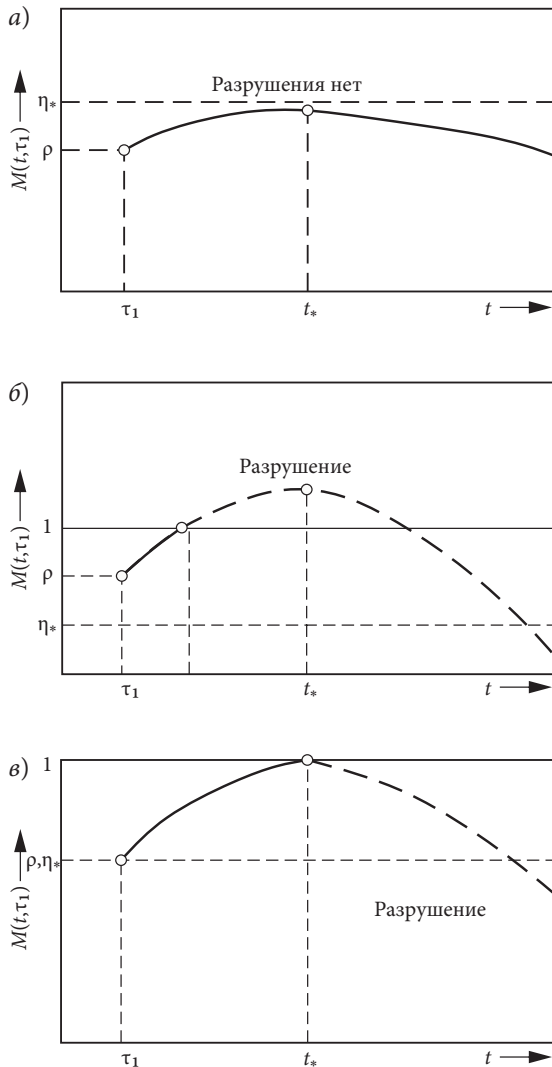 а)
Разрушения нет
η*
ρ
M(t,τ₁)
τ₁
t*
t
б)
Разрушение
1
ρ
η*
M(t,τ₁)
τ₁
t*
t
в)
1
ρ,η*
M(t,τ₁)
Разрушение
τ₁
t*
t